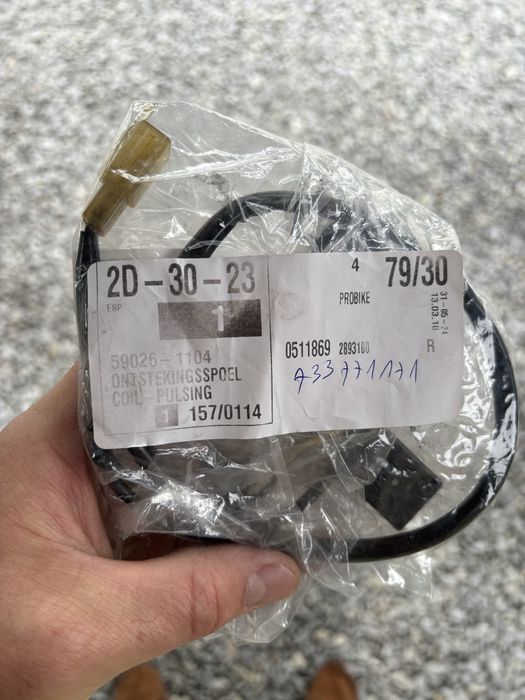 2D-30-23
ESP
1
59026-1104
ONTSTEKINGSSPOEL
COIL-PULSING
1 157/0114
4 79/30
PROBIKE
0511869 2893100 R
31-05-24
13.03.18